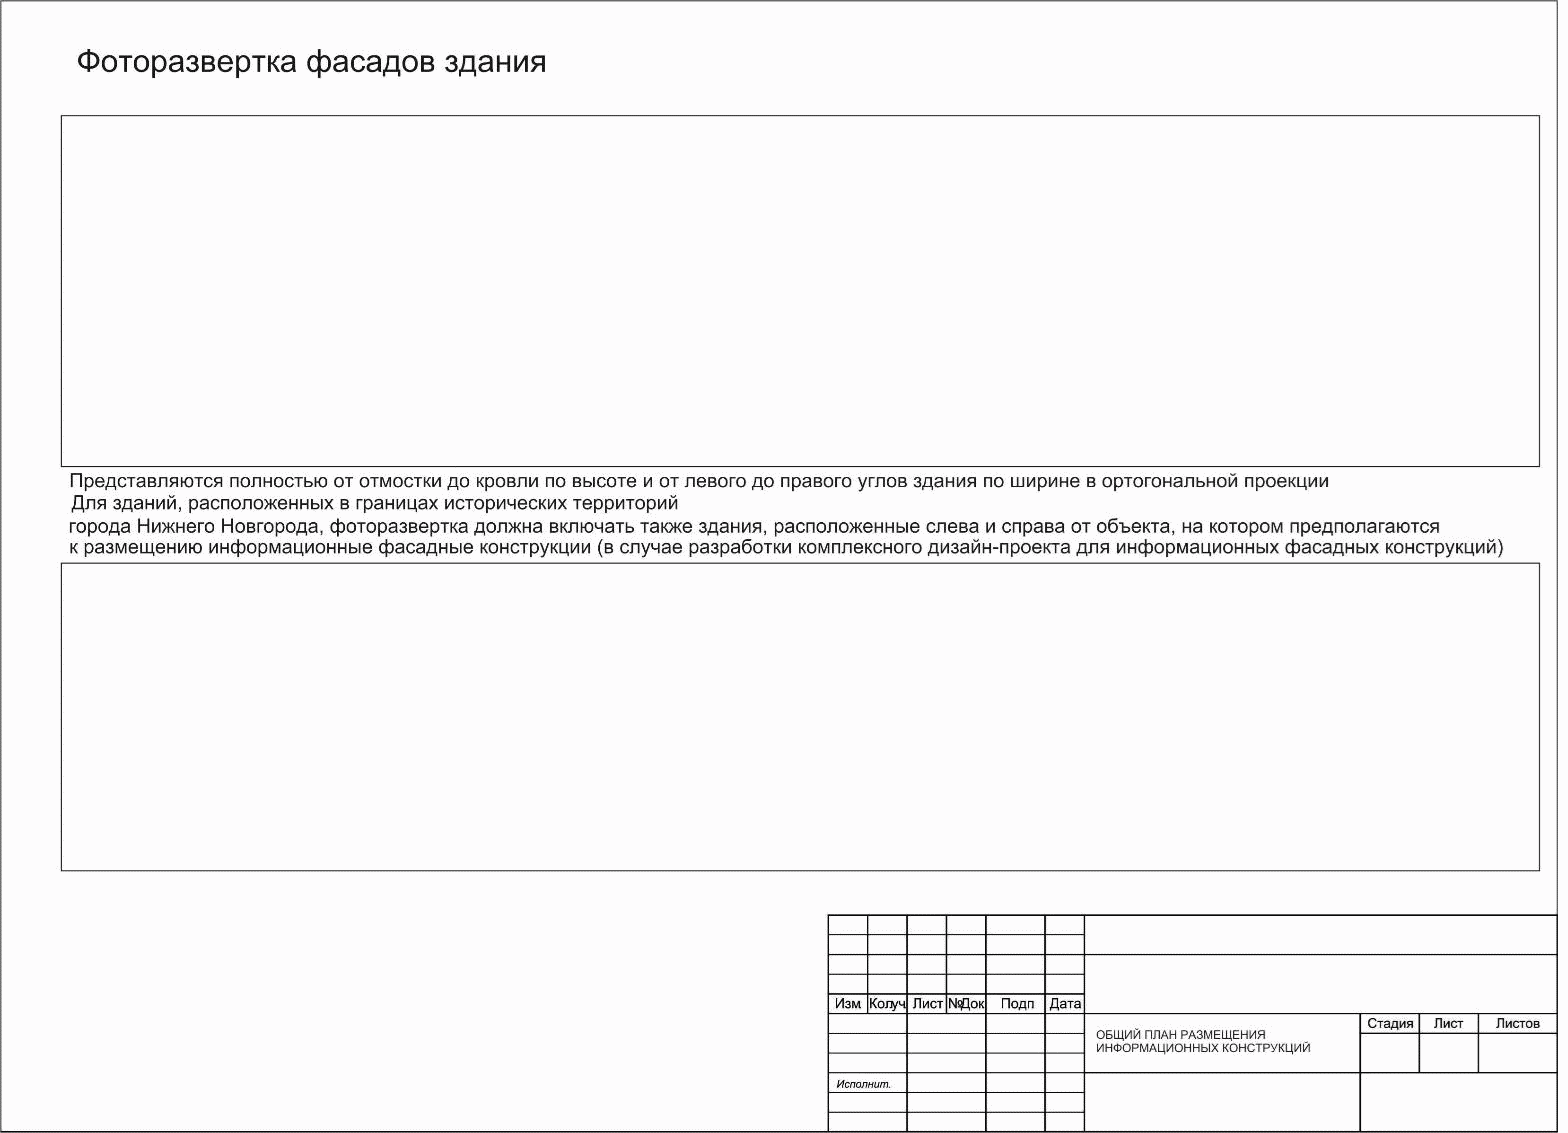 Фоторазвертка фасадов здания
Представляются полностью от отмостки до кровли по высоте и от левого до правого углов здания по ширине в ортогональной проекции
Для зданий, расположенных в границах исторических территорий
города Нижнего Новгорода, фоторазвертка должна включать также здания, расположенные слева и справа от объекта, на котором предполагаются
к размещению информационные фасадные конструкции (в случае разработки комплексного дизайн-проекта для информационных фасадных конструкций)
Изм Колуч Лист №Док Подп Дата
ОБЩИЙ ПЛАН РАЗМЕЩЕНИЯ
ИНФОРМАЦИОННЫХ КОНСТРУКЦИЙ
Стадия Лист Листов
Исполнит.